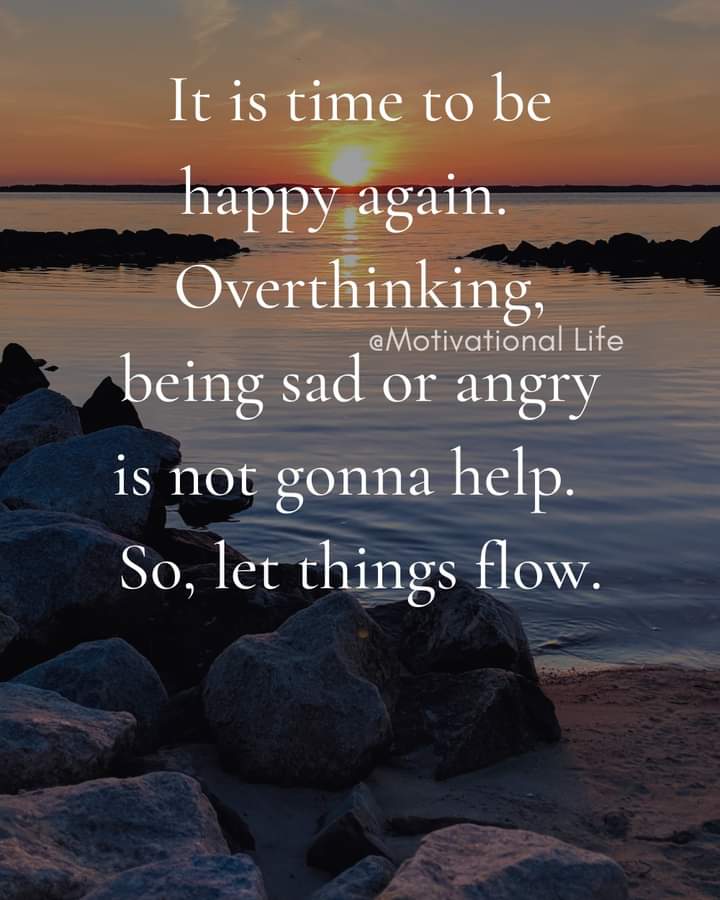 It is time to be
happy again.
Overthinking,
@Motivational Life
being sad or angry
is not gonna help.
So, let things flow.